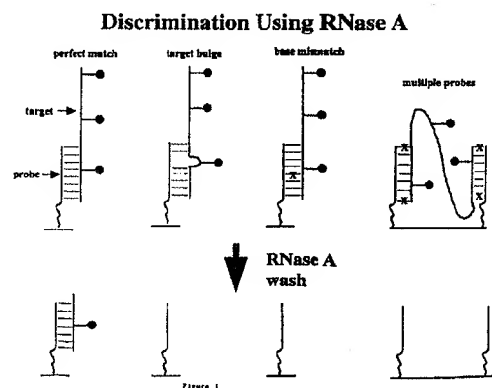 Discrimination Using RNase A
perfect match
target bulge
base mismatch
multiple probes
target
probe
x
x
x
x
x
RNase A
wash
Figure 1